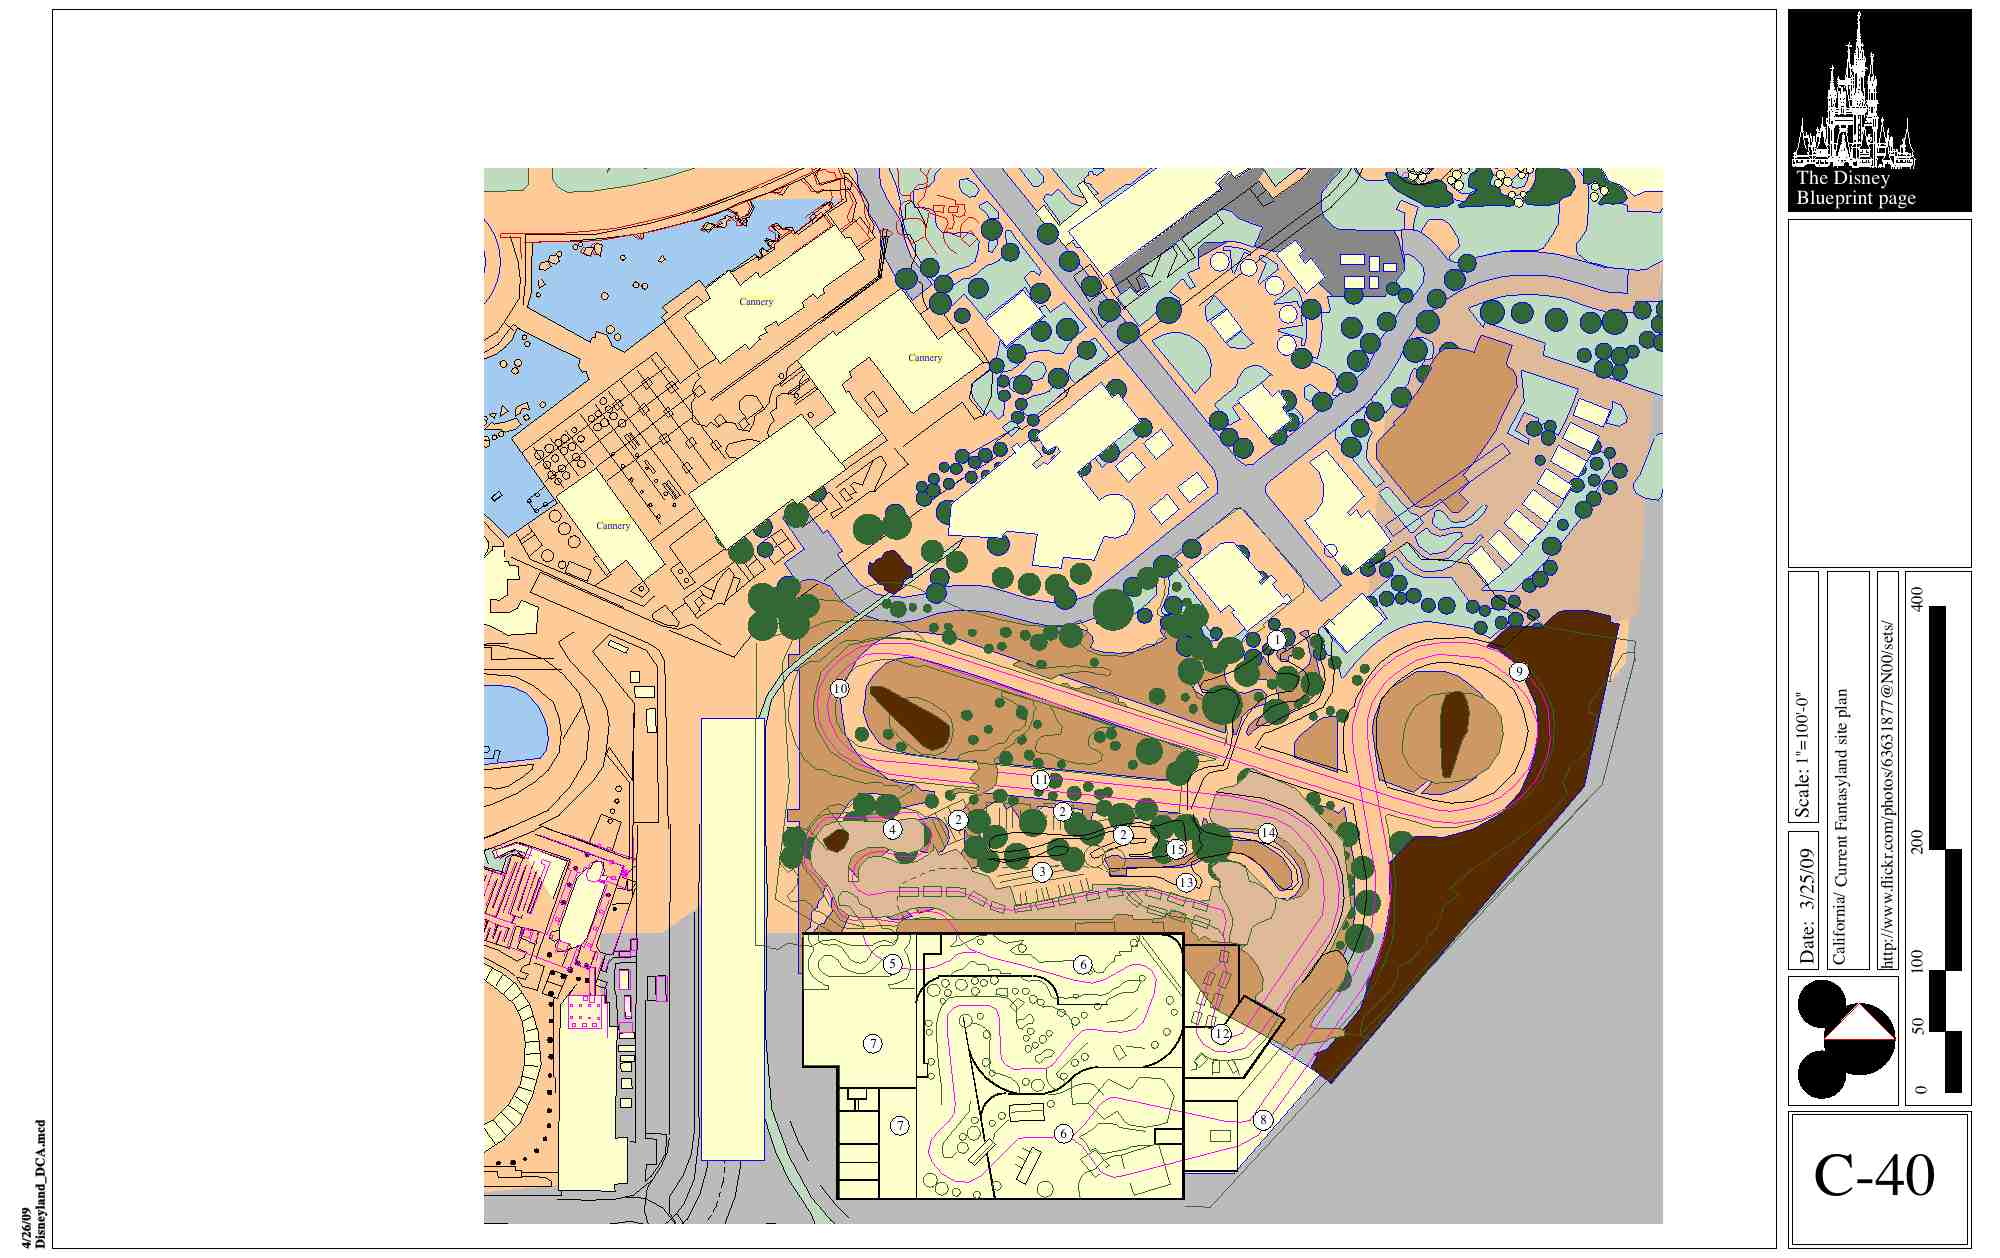 The Disney
Blueprint page
Cannery
Cannery
Cannery
1
9
10
11
2
2
4
2
14
15
3
13
5
6
12
7
8
7
6
Scale: 1"=100'-0"
Date: 3/25/09
California/ Current Fantasyland site plan
http://www.flickr.com/photos/63631877@N00/sets/
400
200
100
50
0
C-40
4/26/09
Disneyland_DCA.mcd